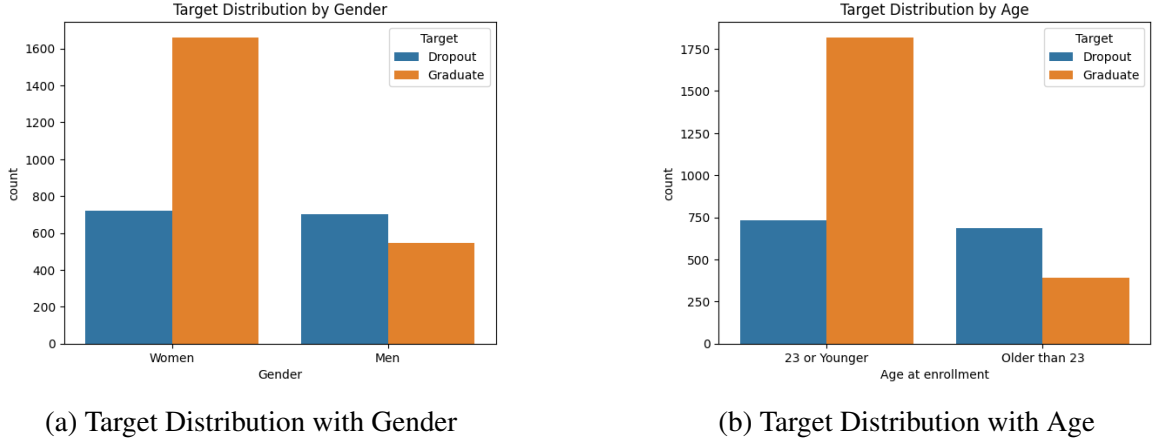 Target Distribution by Gender
Target
Dropout
Graduate
1600
1400
1200
1000
800
600
400
200
0
count
Women
Men
Gender
(a) Target Distribution with Gender
Target Distribution by Age
Target
Dropout
Graduate
1750
1500
1250
1000
750
500
250
0
count
23 or Younger
Older than 23
Age at enrollment
(b) Target Distribution with Age